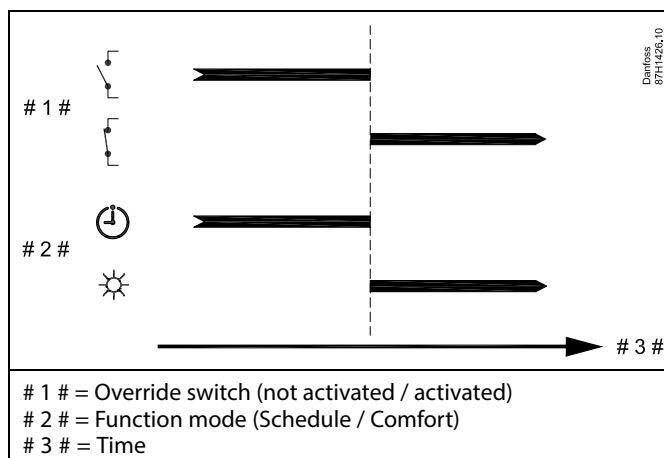 Danfoss
87H1426.10
# 1 #
# 2 #
# 3 #
# 1 # = Override switch (not activated / activated)
# 2 # = Function mode (Schedule / Comfort)
# 3 # = Time